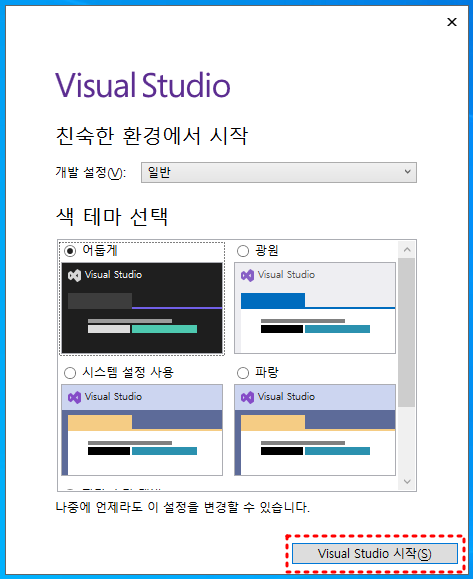 Visual Studio
친숙한 환경에서 시작
개발 설정(V): 일반
색 테마 선택
어둡게 광원
Visual Studio Visual Studio
시스템 설정 사용 파랑
Visual Studio Visual Studio
나중에 언제라도 이 설정을 변경할 수 있습니다.
Visual Studio 시작(S)